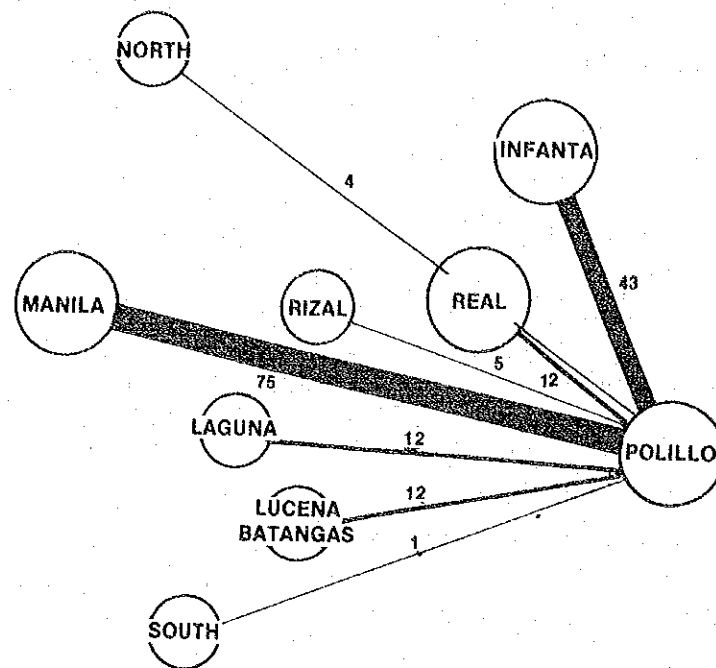 NORTH
INFANTA
4
MANILA
RIZAL
REAL
43
75
5
12
LAGUNA
12
POLILLO
LUCENA
BATANGAS
12
1
SOUTH